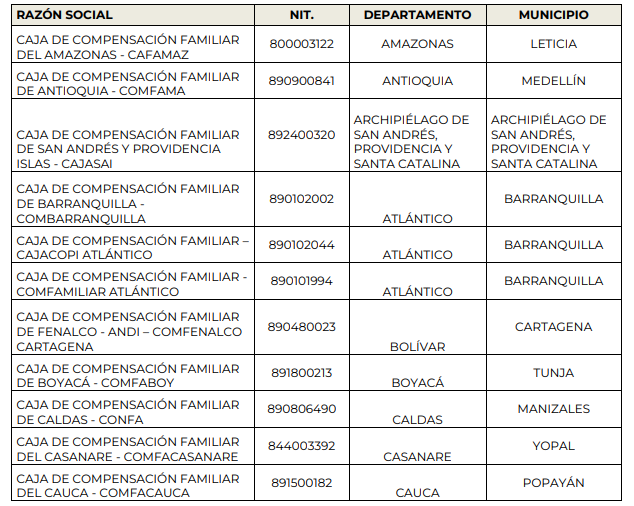 RAZÓN SOCIAL NIT. DEPARTAMENTO MUNICIPIO
CAJA DE COMPENSACIÓN FAMILIAR
DEL AMAZONAS - CAFAMAZ
800003122 AMAZONAS LETICIA
CAJA DE COMPENSACIÓN FAMILIAR
DE ANTIOQUIA - COMFAMA
890900841 ANTIOQUIA MEDELLÍN
CAJA DE COMPENSACIÓN FAMILIAR
DE SAN ANDRÉS Y PROVIDENCIA
ISLAS - CAJASAI
892400320
ARCHIPIÉLAGO DE
SAN ANDRÉS,
PROVIDENCIA Y
SANTA CATALINA
ARCHIPIÉLAGO DE
SAN ANDRÉS,
PROVIDENCIA Y
SANTA CATALINA
CAJA DE COMPENSACIÓN FAMILIAR
DE BARRANQUILLA -
COMBARRANQUILLA
890102002 ATLÁNTICO BARRANQUILLA
CAJA DE COMPENSACIÓN FAMILIAR –
CAJACOPI ATLÁNTICO
890102044 ATLÁNTICO BARRANQUILLA
CAJA DE COMPENSACIÓN FAMILIAR -
COMFAMILIAR ATLÁNTICO
890101994 ATLÁNTICO BARRANQUILLA
CAJA DE COMPENSACIÓN FAMILIAR
DE FENALCO - ANDI – COMFENALCO
CARTAGENA
890480023 BOLÍVAR CARTAGENA
CAJA DE COMPENSACIÓN FAMILIAR
DE BOYACÁ - COMFABOY
891800213 BOYACÁ TUNJA
CAJA DE COMPENSACIÓN FAMILIAR
DE CALDAS - CONFA
890806490 CALDAS MANIZALES
CAJA DE COMPENSACIÓN FAMILIAR
DEL CASANARE - COMFACASANARE
844003392 CASANARE YOPAL
CAJA DE COMPENSACIÓN FAMILIAR
DEL CAUCA - COMFACAUCA
891500182 CAUCA POPAYÁN